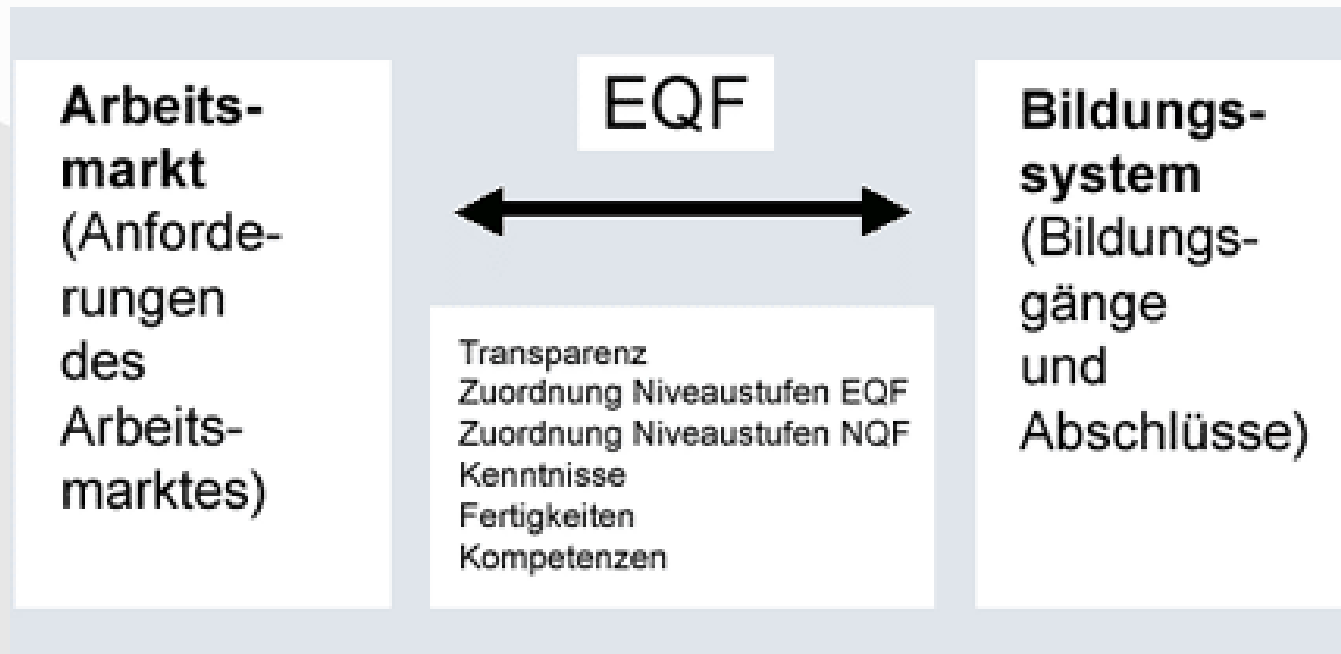 Arbeits-
markt
(Anforde-
rungen
des
Arbeits-
marktes)
EQF
Transparenz
Zuordnung Niveaustufen EQF
Zuordnung Niveaustufen NQF
Kenntnisse
Fertigkeiten
Kompetenzen
Bildungs-
system
(Bildungs-
gänge
und
Abschlüsse)